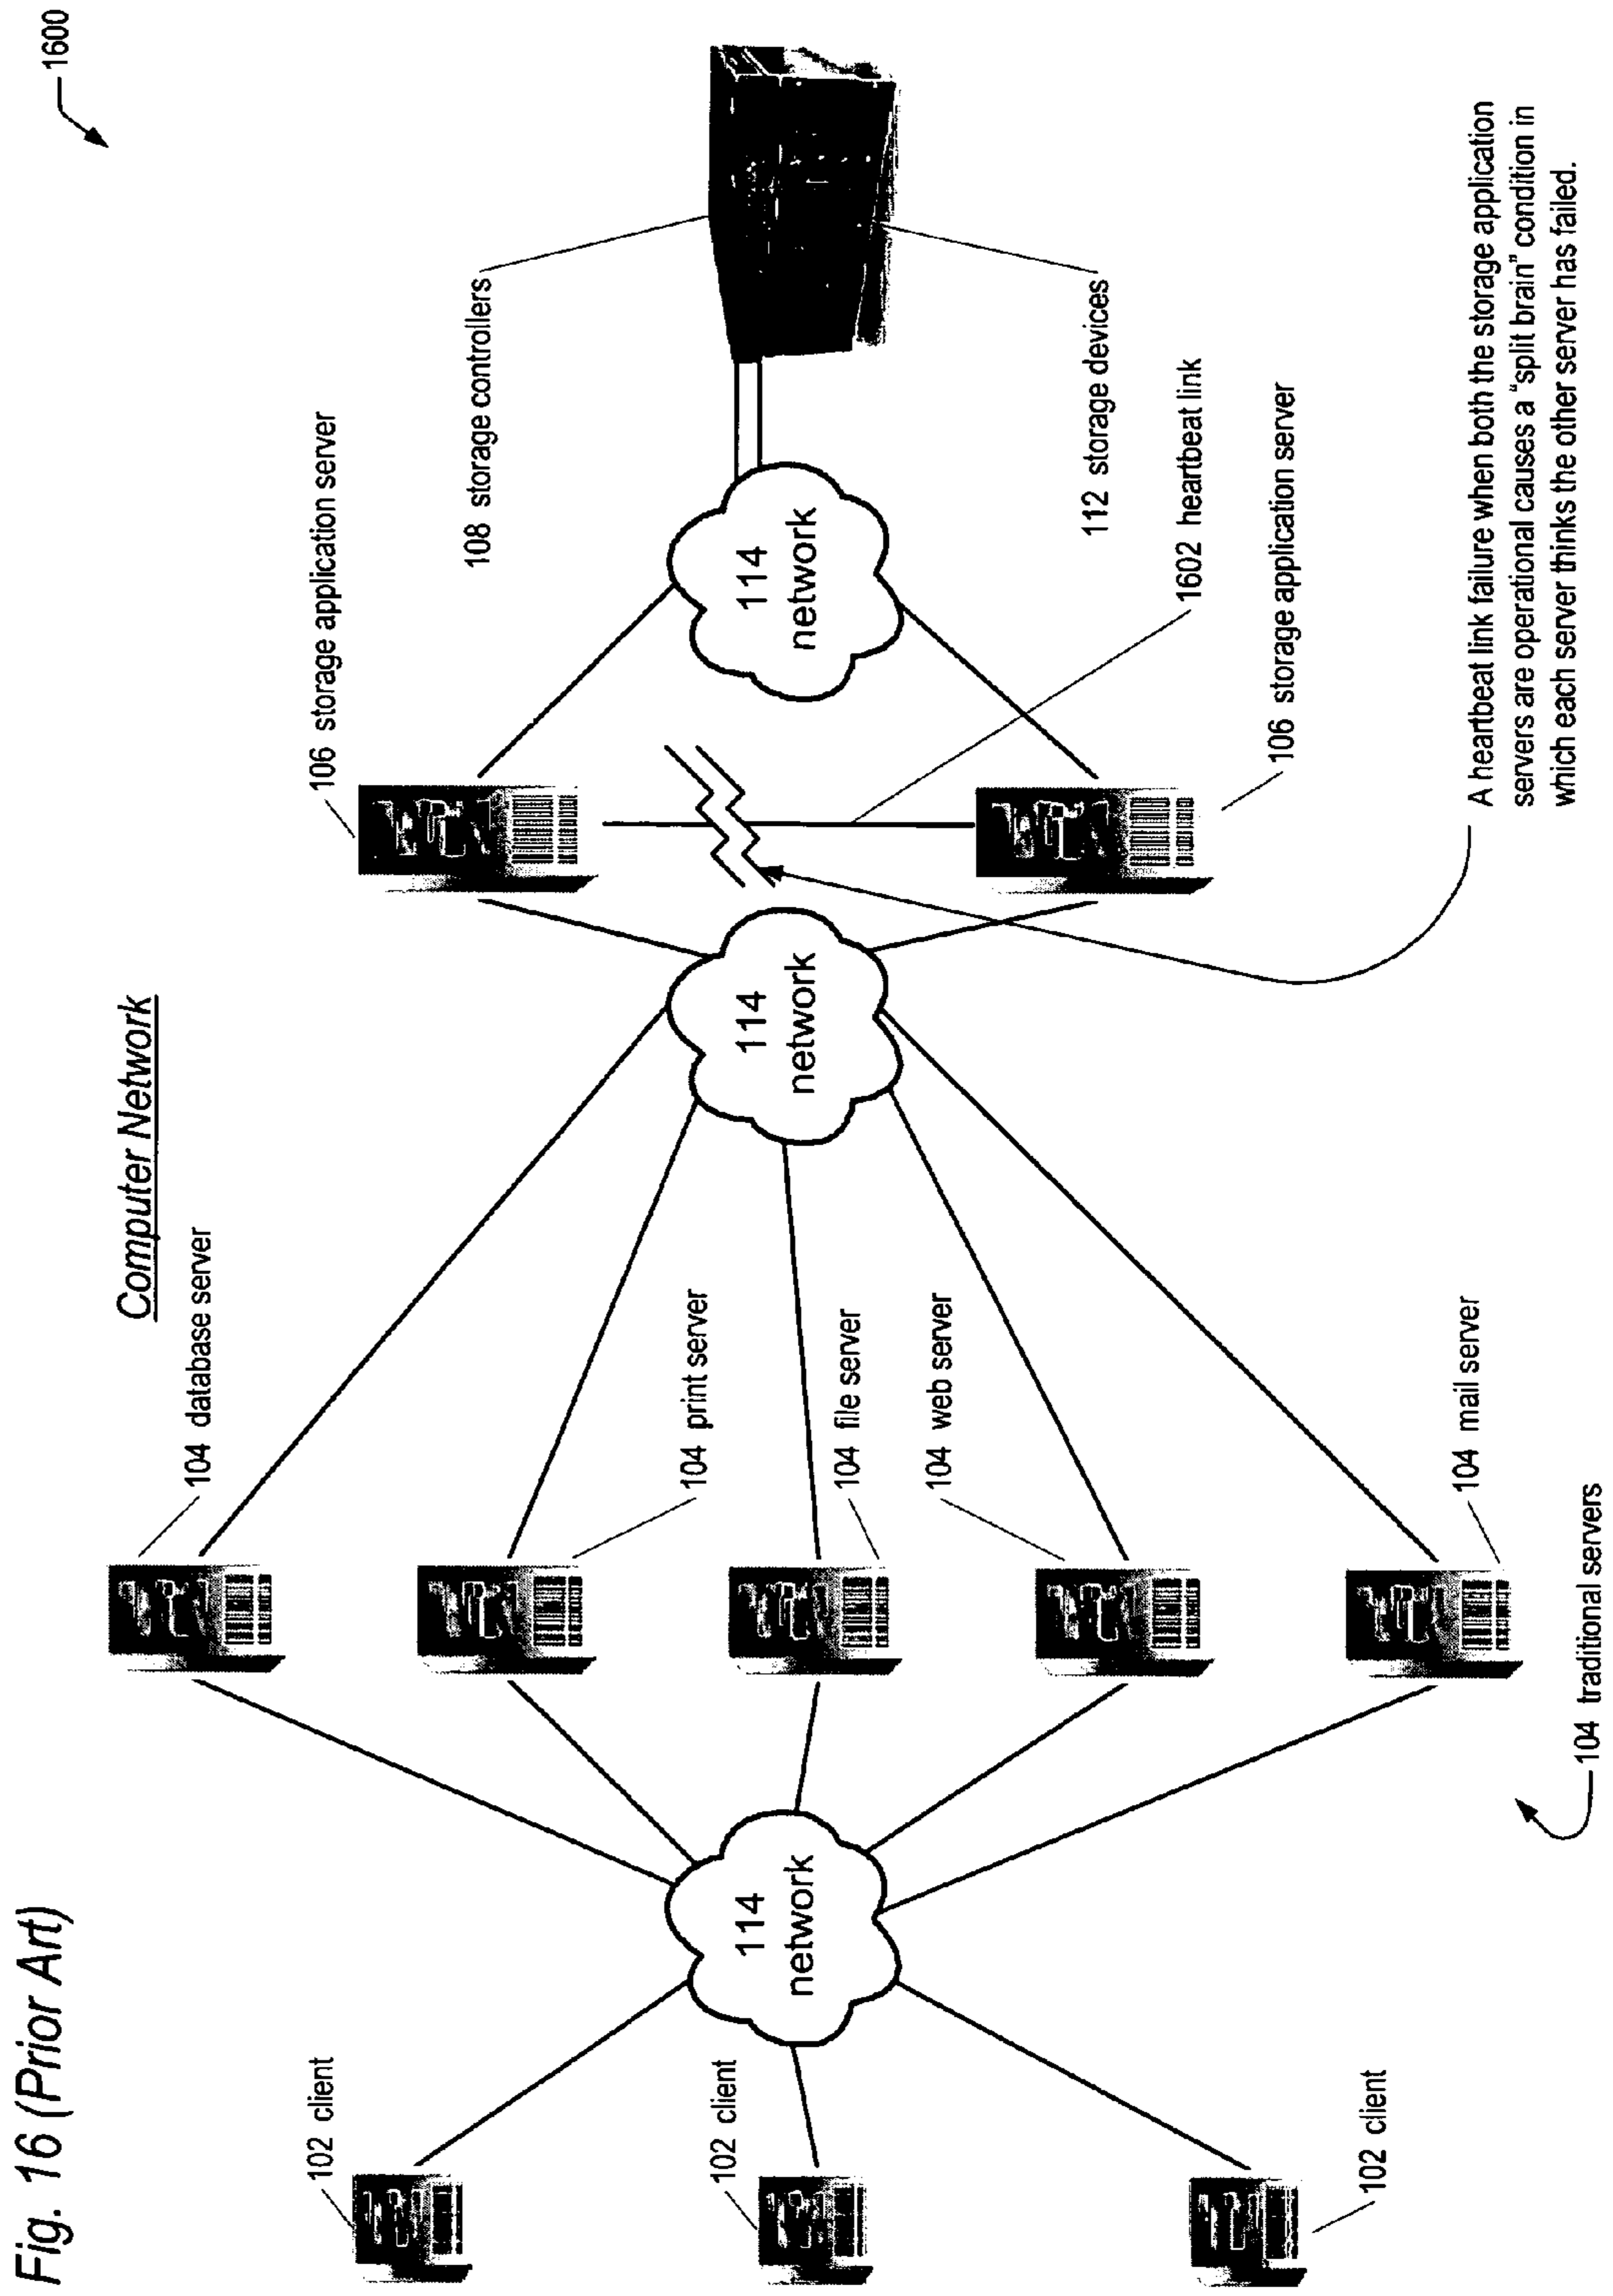 Fig. 16 (Prior Art)
Computer Network
1600
102 client
102 client
102 client
114
network
104 database server
104 print server
104 file server
104 web server
104 mail server
104 traditional servers
114
network
106 storage application server
106 storage application server
1602 heartbeat link
114
network
108 storage controllers
112 storage devices
A heartbeat link failure when both the storage application
servers are operational causes a "split brain" condition in
which each server thinks the other server has failed.